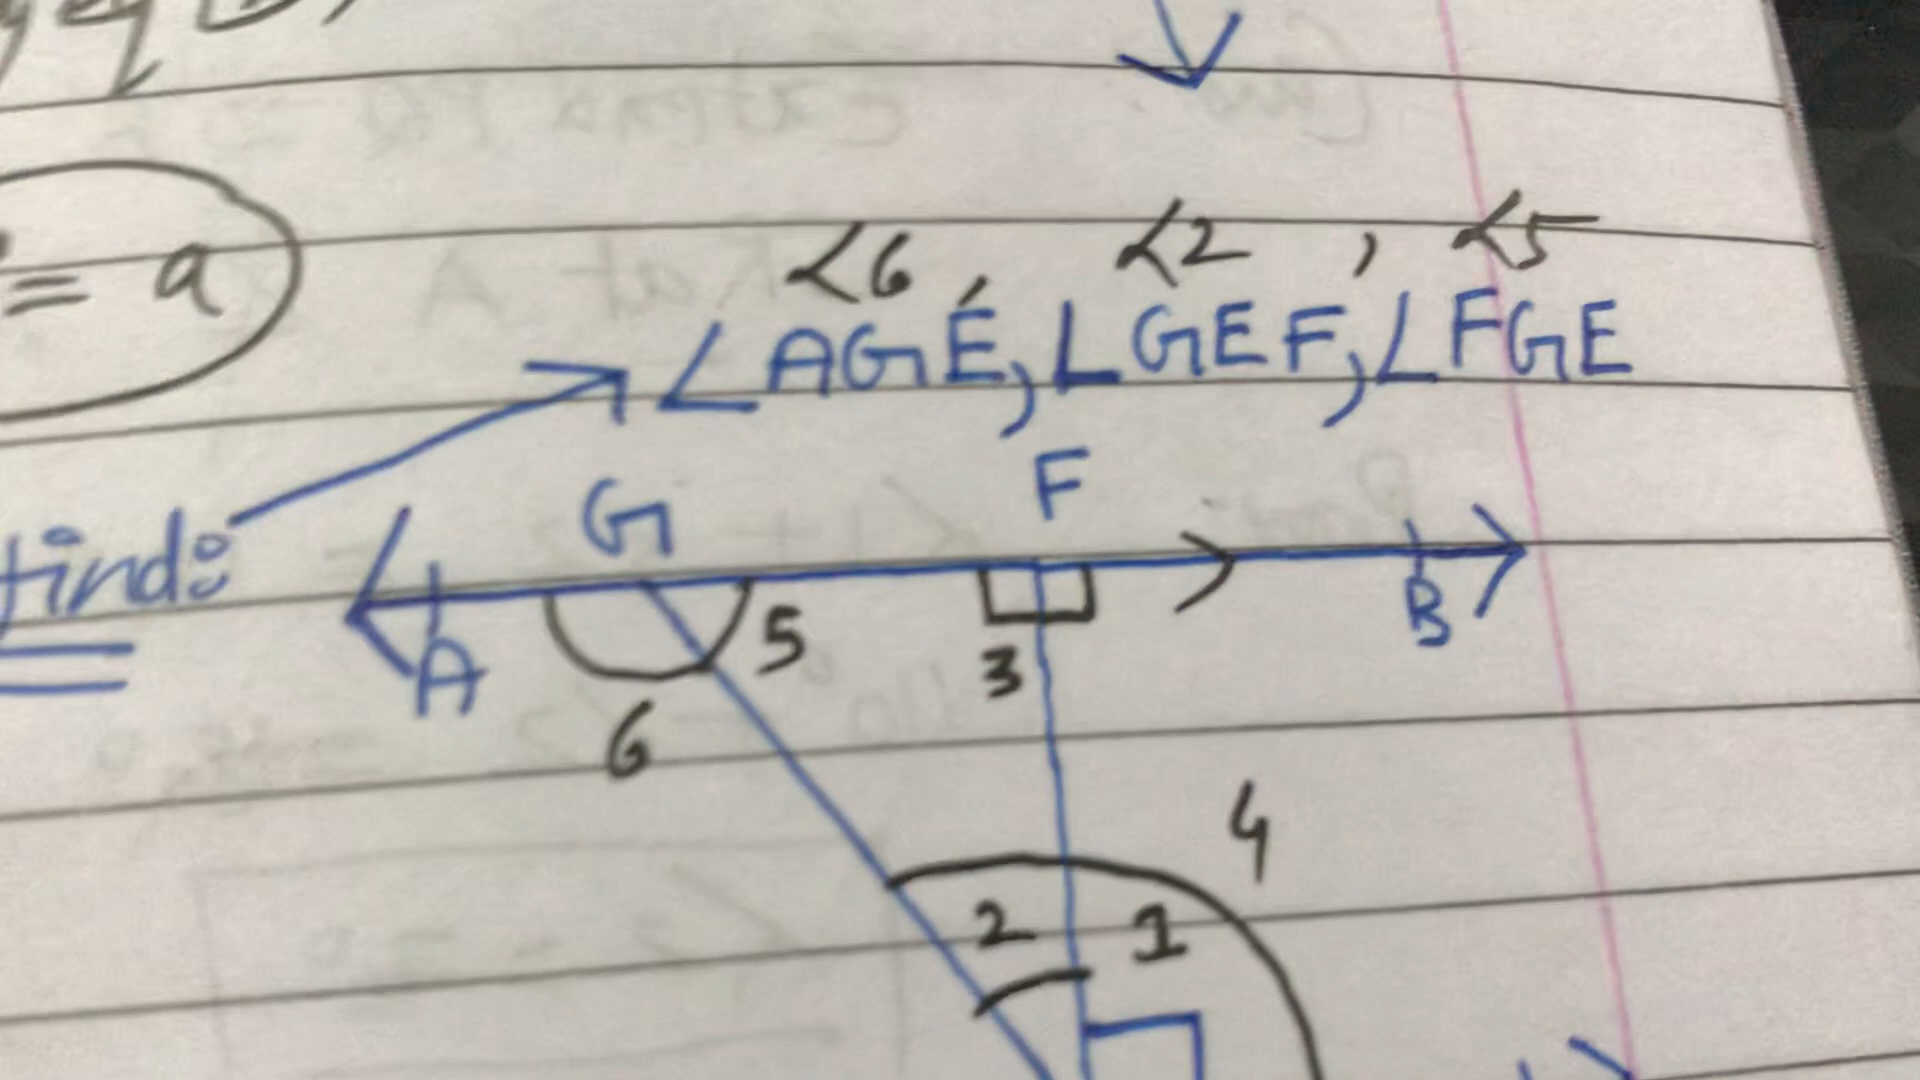 = a
<6, <2, <5
∠AGE, ∠GEF, ∠FGE
find:
G F
A B
5 3
6
4
2 1